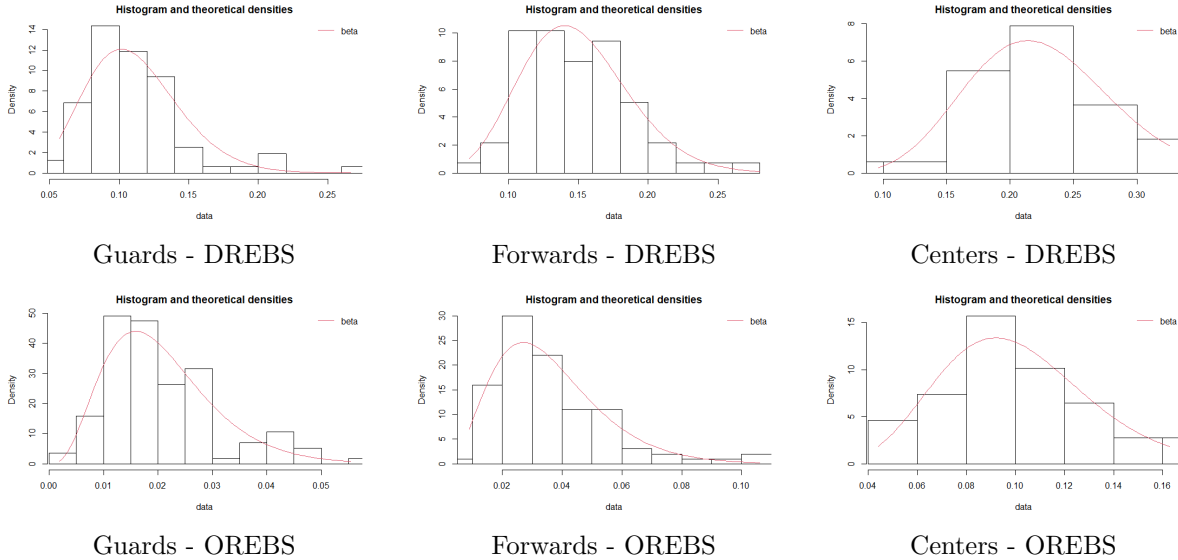 Histogram and theoretical densities
beta
Density
0 2 4 6 8 10 12 14
0.05 0.10 0.15 0.20 0.25
data
Guards - DREBS
Histogram and theoretical densities
beta
Density
0 2 4 6 8 10
0.10 0.15 0.20 0.25
data
Forwards - DREBS
Histogram and theoretical densities
beta
Density
0 2 4 6 8
0.10 0.15 0.20 0.25 0.30
data
Centers - DREBS
Histogram and theoretical densities
beta
Density
0 10 20 30 40 50
0.00 0.01 0.02 0.03 0.04 0.05
data
Guards - OREBS
Histogram and theoretical densities
beta
Density
0 5 10 15 20 25 30
0.02 0.04 0.06 0.08 0.10
data
Forwards - OREBS
Histogram and theoretical densities
beta
Density
0 5 10 15
0.04 0.06 0.08 0.10 0.12 0.14 0.16
data
Centers - OREBS